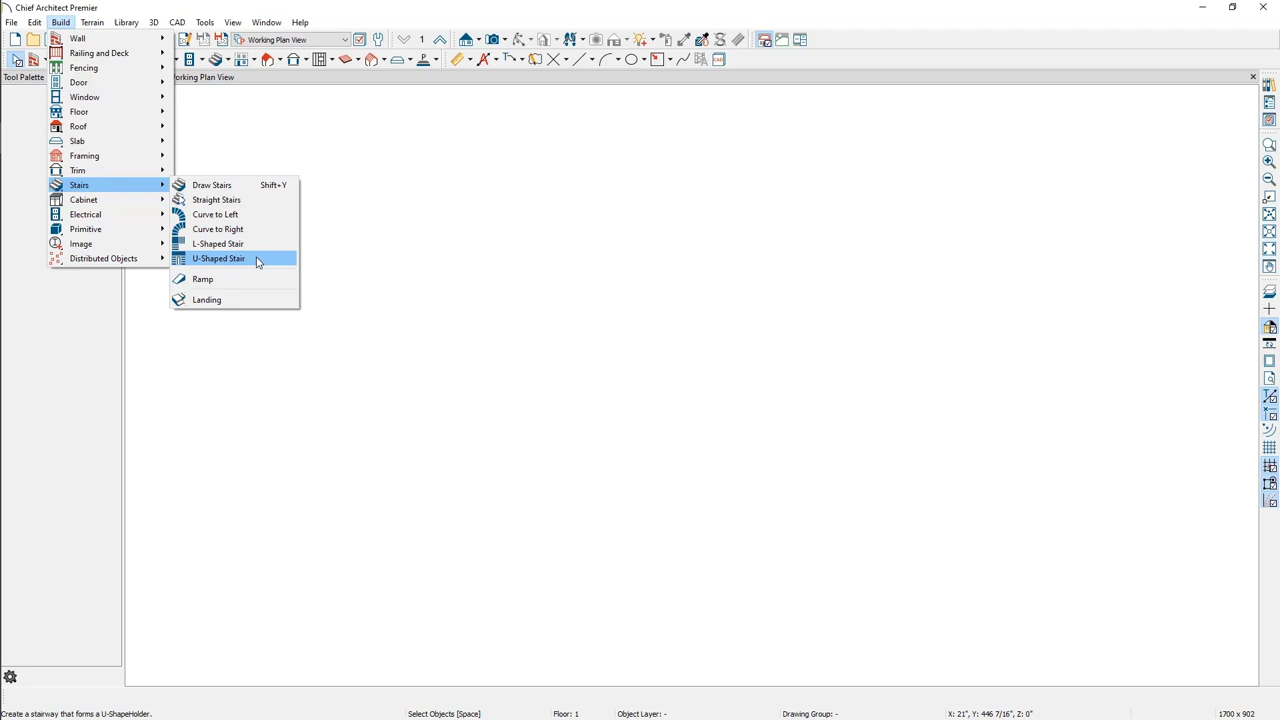 Chief Architect Premier
File Edit Build Terrain Library 3D CAD Tools View Window Help
Working Plan View
1
Tool Palette
Working Plan View
Wall
Railing and Deck
Fencing
Door
Window
Floor
Roof
Slab
Framing
Trim
Stairs
Cabinet
Electrical
Primitive
Image
Distributed Objects
Draw Stairs Shift+Y
Straight Stairs
Curve to Left
Curve to Right
L-Shaped Stair
U-Shaped Stair
Ramp
Landing
Create a stairway that forms a U-ShapeHolder. Select Objects [Space] Floor: 1 Object Layer: - Drawing Group: - X: 21", Y: 446 7/16", Z: 0" 1700 x 902